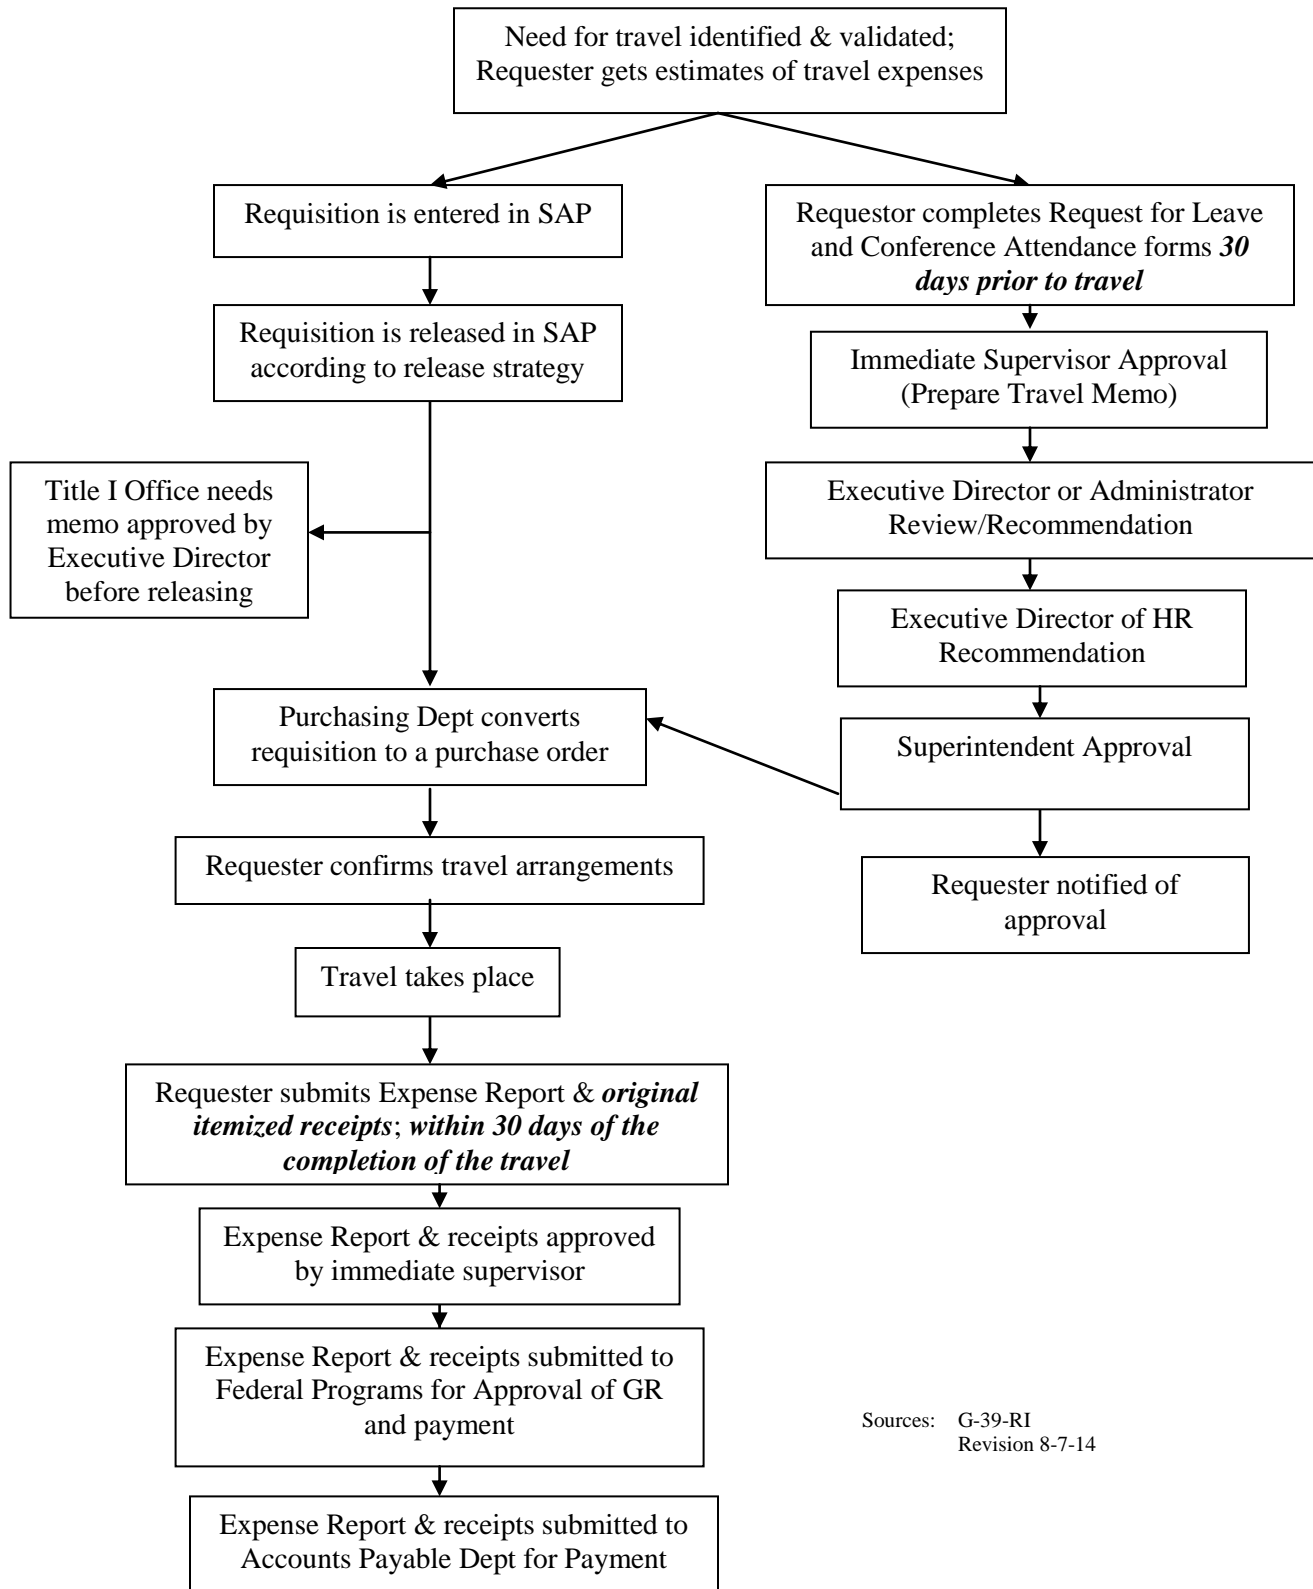 Need for travel identified & validated;
Requester gets estimates of travel expenses
Requisition is entered in SAP
Requestor completes Request for Leave
and Conference Attendance forms 30
days prior to travel
Requisition is released in SAP
according to release strategy
Immediate Supervisor Approval
(Prepare Travel Memo)
Title I Office needs
memo approved by
Executive Director
before releasing
Executive Director or Administrator
Review/Recommendation
Executive Director of HR
Recommendation
Purchasing Dept converts
requisition to a purchase order
Superintendent Approval
Requester confirms travel arrangements
Requester notified of
approval
Travel takes place
Requester submits Expense Report & original
itemized receipts; within 30 days of the
completion of the travel
Expense Report & receipts approved
by immediate supervisor
Expense Report & receipts submitted to
Federal Programs for Approval of GR
and payment
Sources: G-39-RI
Revision 8-7-14
Expense Report & receipts submitted to
Accounts Payable Dept for Payment